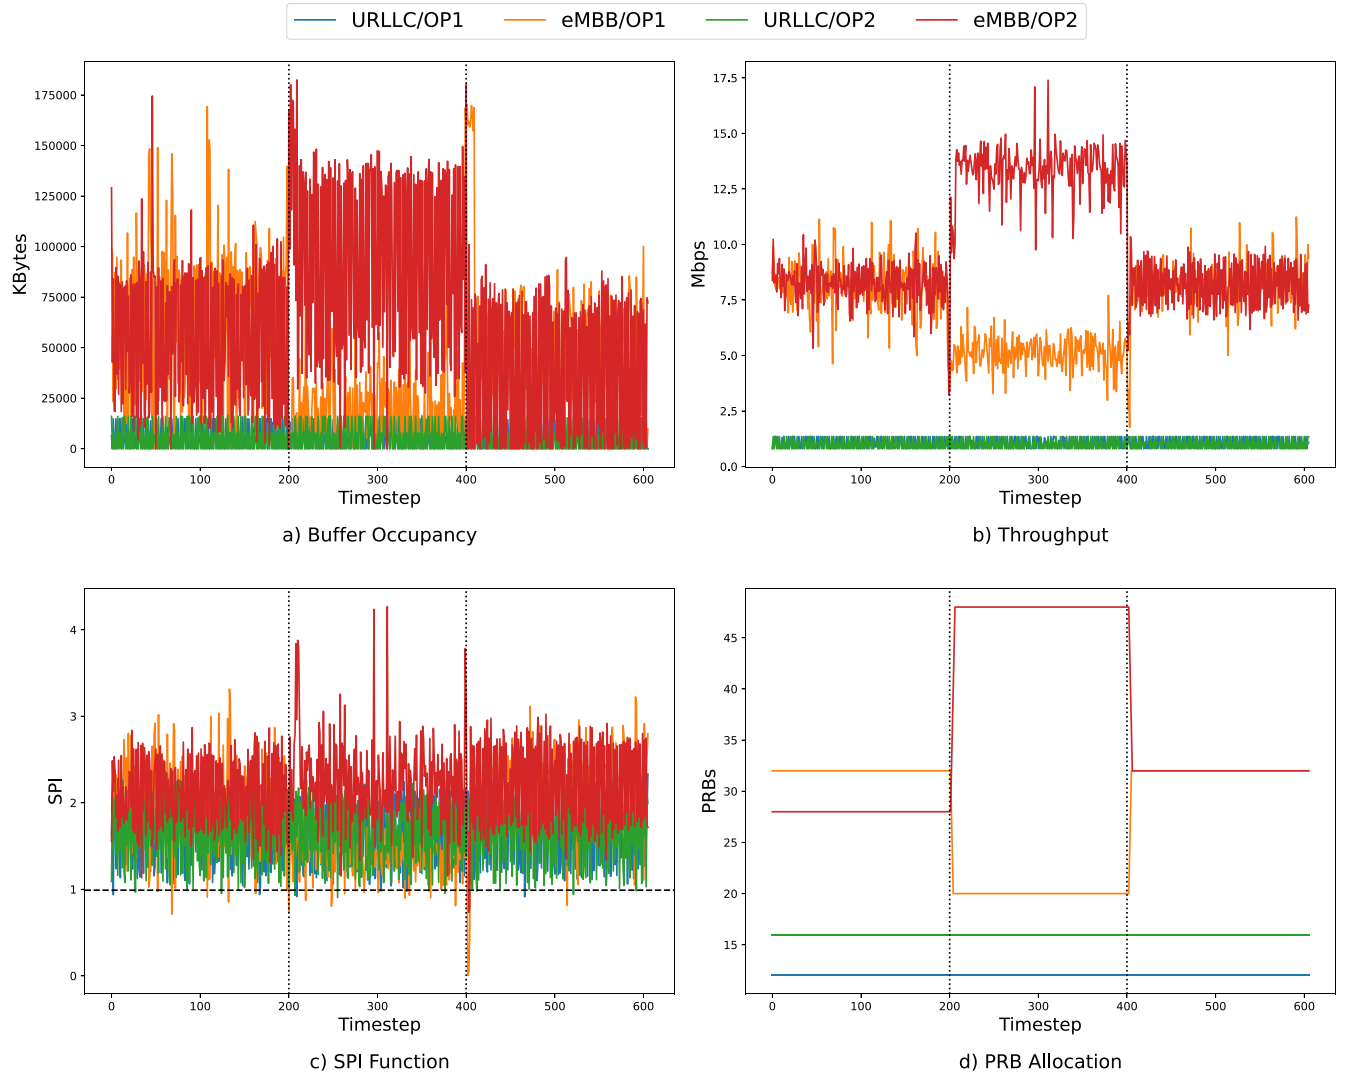 URLLC/OP1 eMBB/OP1 URLLC/OP2 eMBB/OP2
175000
150000
125000
100000
75000
50000
25000
0
KBytes
0 100 200 300 400 500 600
Timestep
a) Buffer Occupancy
17.5
15.0
12.5
10.0
7.5
5.0
2.5
0.0
Mbps
0 100 200 300 400 500 600
Timestep
b) Throughput
4
3
2
1
0
SPI
0 100 200 300 400 500 600
Timestep
c) SPI Function
45
40
35
30
25
20
15
PRBs
0 100 200 300 400 500 600
Timestep
d) PRB Allocation